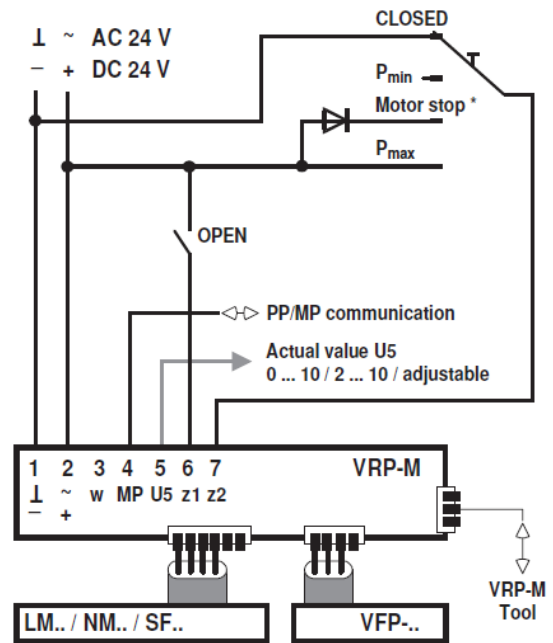 CLOSED
⊥ ~ AC 24 V
− + DC 24 V
Pmin
Motor stop *
Pmax
OPEN
PP/MP communication
Actual value U5
0 ... 10 / 2 ... 10 / adjustable
1 2 3 4 5 6 7 VRP-M
⊥ ~ w MP U5 z1 z2
− +
VRP-M
Tool
LM.. / NM.. / SF..
VFP-..